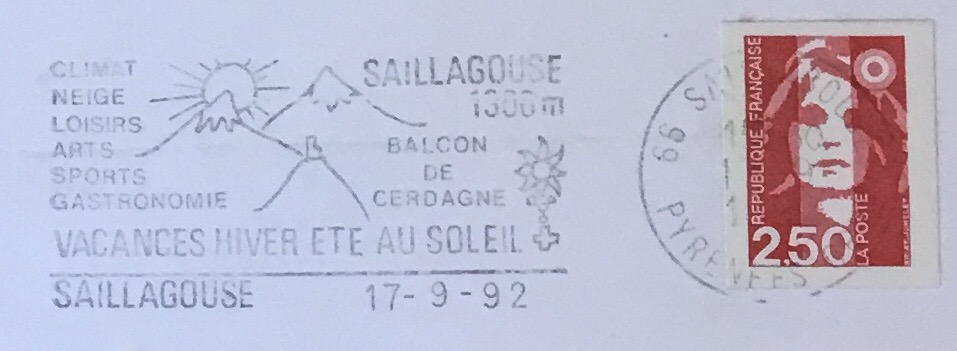 CLIMAT
NEIGE
LOISIRS
ARTS
SPORTS
GASTRONOMIE
SAILLAGOUSE
1300 m
BALCON
DE
CERDAGNE
VACANCES HIVER ETE AU SOLEIL
SAILLAGOUSE 17-9-92
66 PYRENEES
REPUBLIQUE FRANÇAISE
2,50
LA POSTE